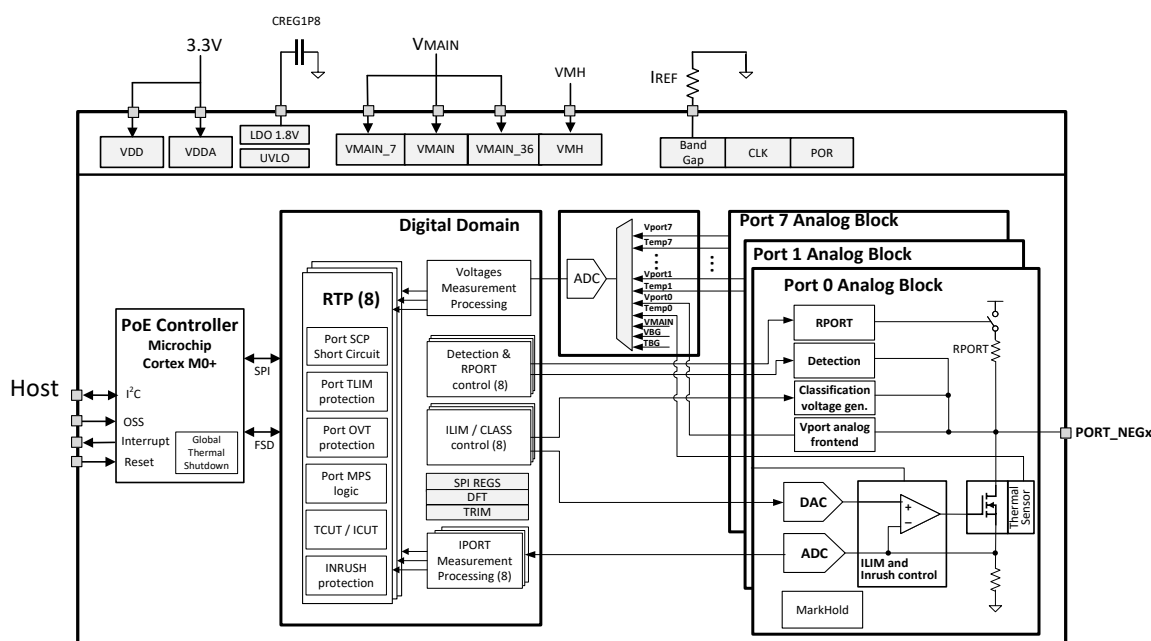 CREG1P8
3.3V
VMAIN
VMH
IREF
VDD
VDDA
LDO 1.8V
UVLO
VMAIN_7
VMAIN
VMAIN_36
VMH
Band
Gap
CLK
POR
Digital Domain
RTP (8)
Port SCP
Short Circuit
Port TLIM
protection
Port OVT
protection
Port MPS
logic
TCUT / ICUT
INRUSH
protection
Voltages
Measurement
Processing
Detection &
RPORT
control (8)
ILIM / CLASS
control (8)
SPI REGS
DFT
TRIM
IPORT
Measurement
Processing (8)
PoE Controller
Microchip
Cortex M0+
Host
I²C
OSS
Interrupt
Reset
Global
Thermal
Shutdown
SPI
FSD
ADC
Vport7
Temp7
Vport1
Temp1
Vport0
Temp0
VMAIN
VBG
TBG
Port 7 Analog Block
Port 1 Analog Block
Port 0 Analog Block
RPORT
RPORT
Detection
Classification
voltage gen.
Vport analog
frontend
PORT_NEGx
DAC
ADC
+
−
ILIM and
Inrush control
Thermal
Sensor
MarkHold